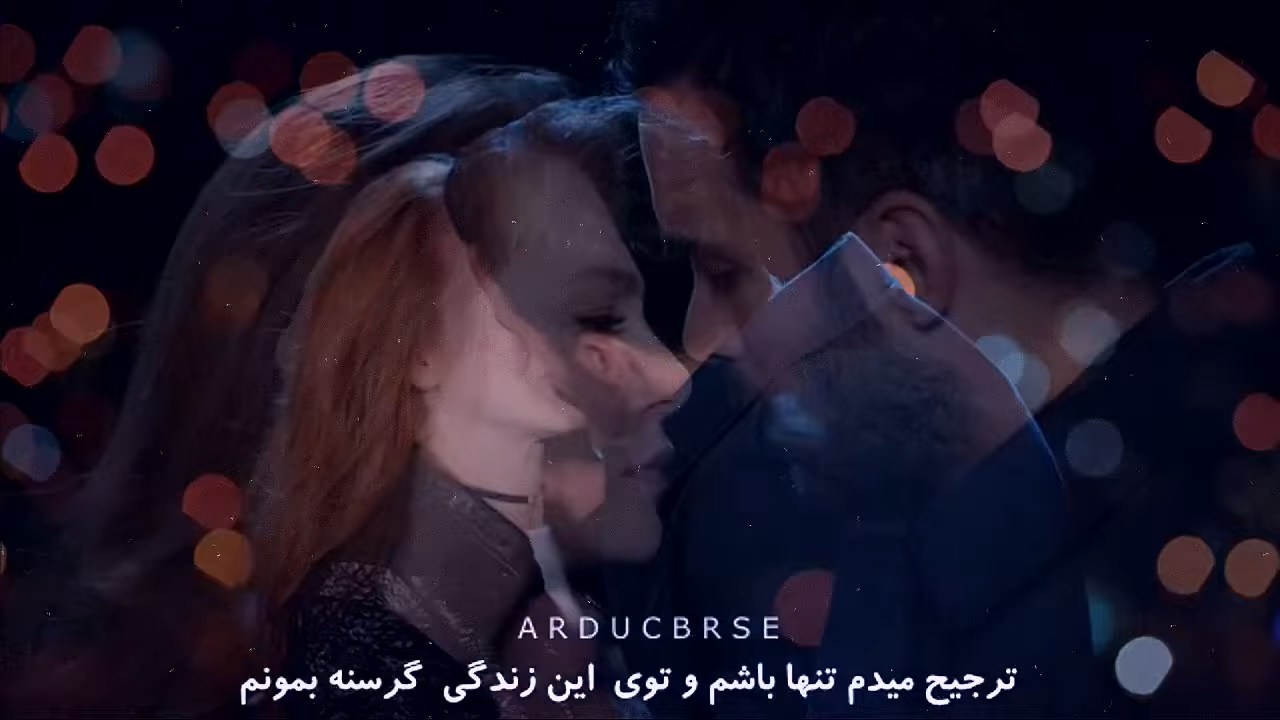 ARDUCBRSE
ترجیح میدم تنها باشم و توی این زندگی گرسنه بمونم